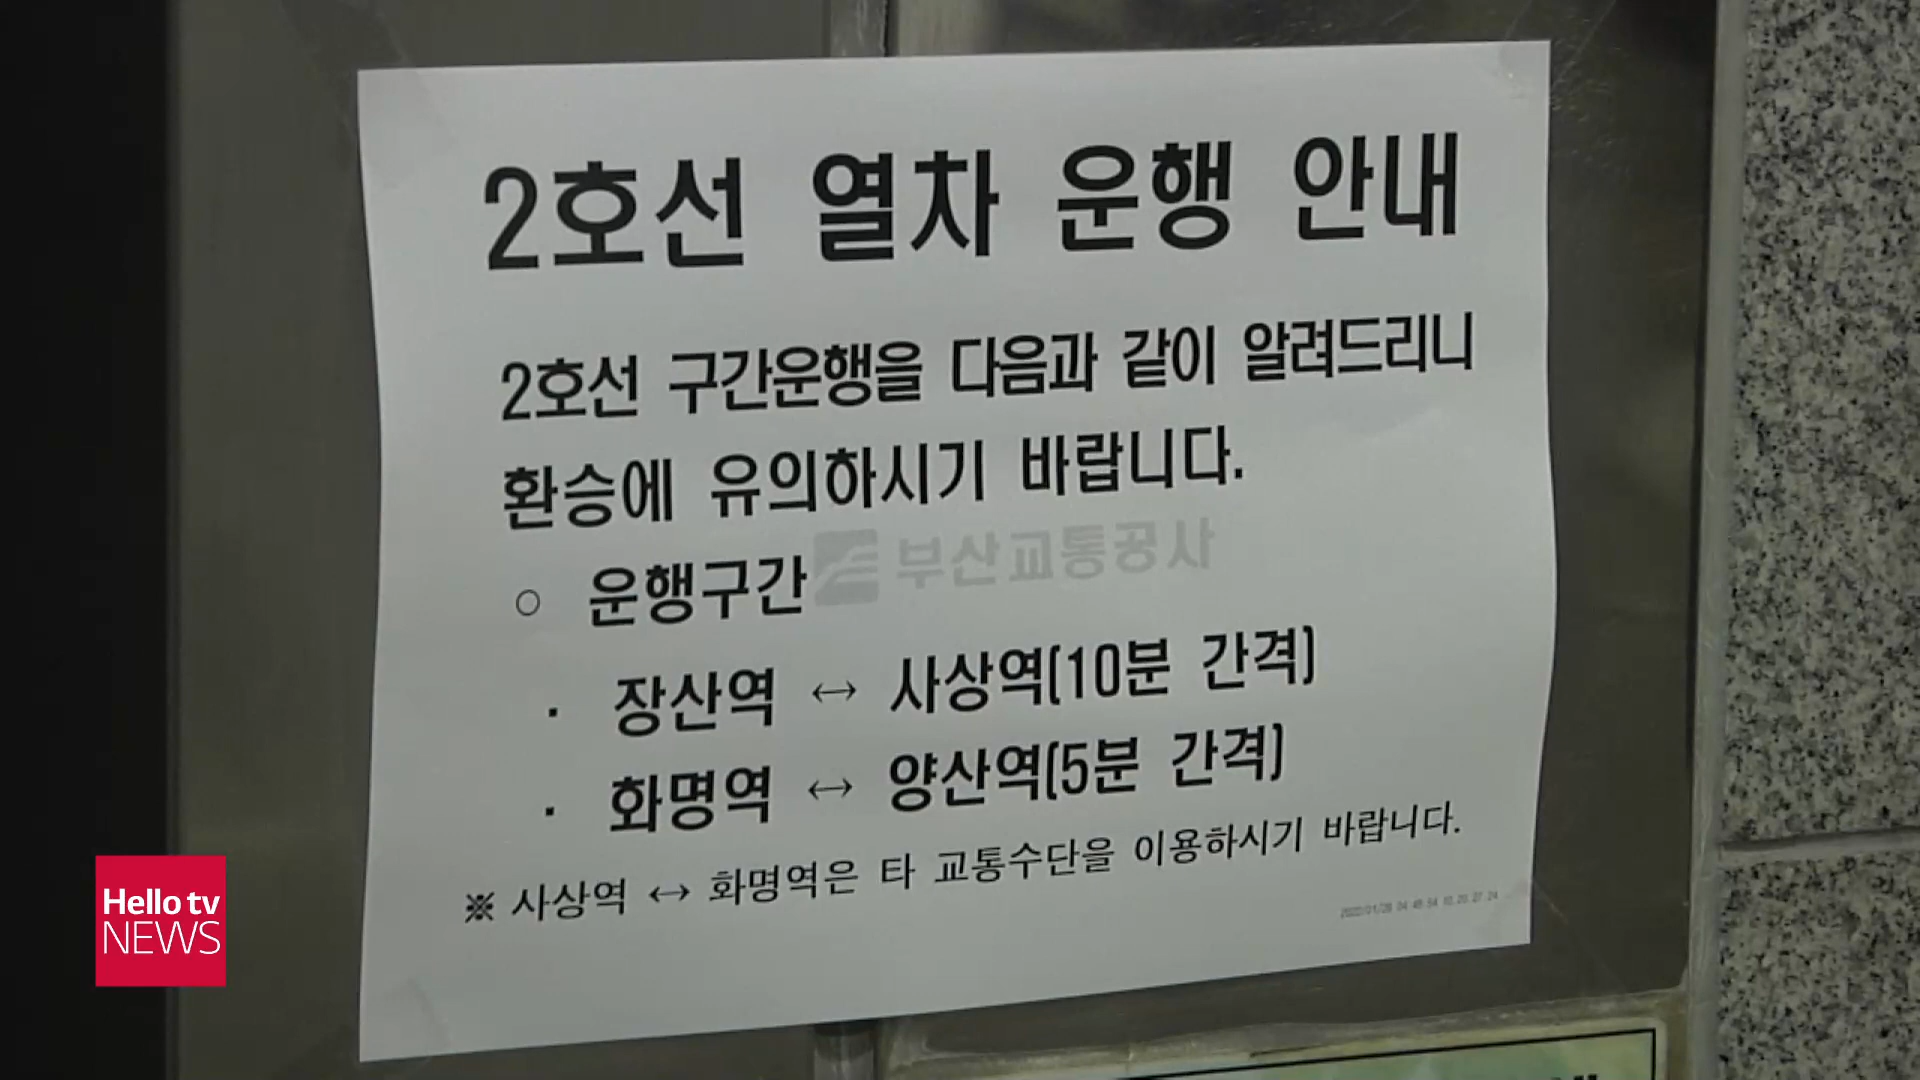 2호선 열차 운행 안내
2호선 구간운행을 다음과 같이 알려드리니
환승에 유의하시기 바랍니다.
부산교통공사
○ 운행구간
· 장산역 ↔ 사상역(10분 간격)
· 화명역 ↔ 양산역(5분 간격)
※ 사상역 ↔ 화명역은 타 교통수단을 이용하시기 바랍니다.
Hello tv
NEWS